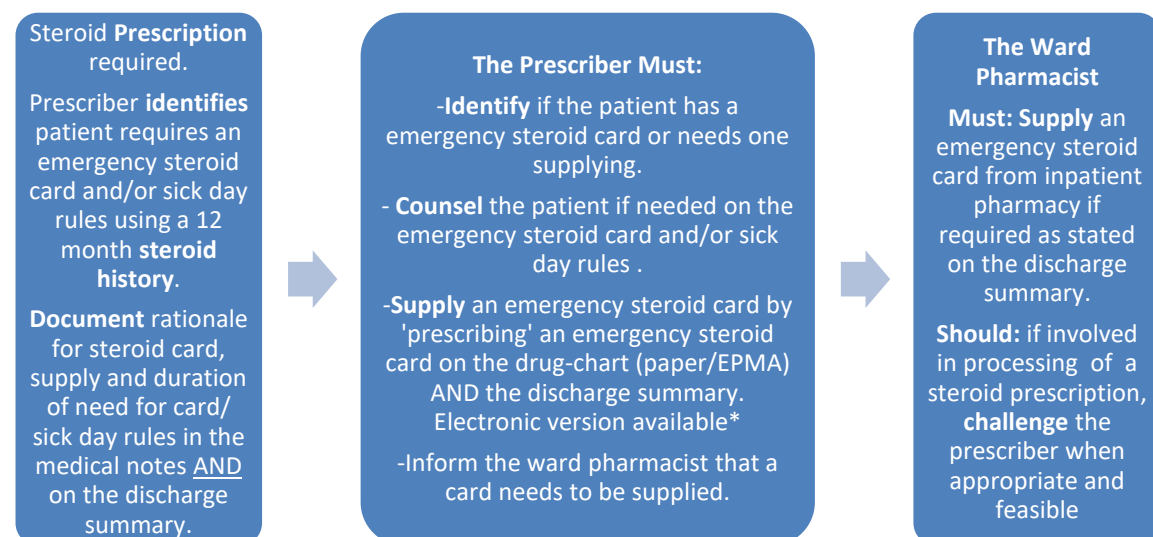 Steroid Prescription
required.
Prescriber identifies
patient requires an
emergency steroid
card and/or sick day
rules using a 12
month steroid
history.
Document rationale
for steroid card,
supply and duration
of need for card/
sick day rules in the
medical notes AND
on the discharge
summary.
The Prescriber Must:
-Identify if the patient has a
emergency steroid card or needs one
supplying.
- Counsel the patient if needed on the
emergency steroid card and/or sick
day rules .
-Supply an emergency steroid card by
'prescribing' an emergency steroid
card on the drug-chart (paper/EPMA)
AND the discharge summary.
Electronic version available*
-Inform the ward pharmacist that a
card needs to be supplied.
The Ward
Pharmacist
Must: Supply an
emergency steroid
card from inpatient
pharmacy if
required as stated
on the discharge
summary.
Should: if involved
in processing of a
steroid prescription,
challenge the
prescriber when
appropriate and
feasible